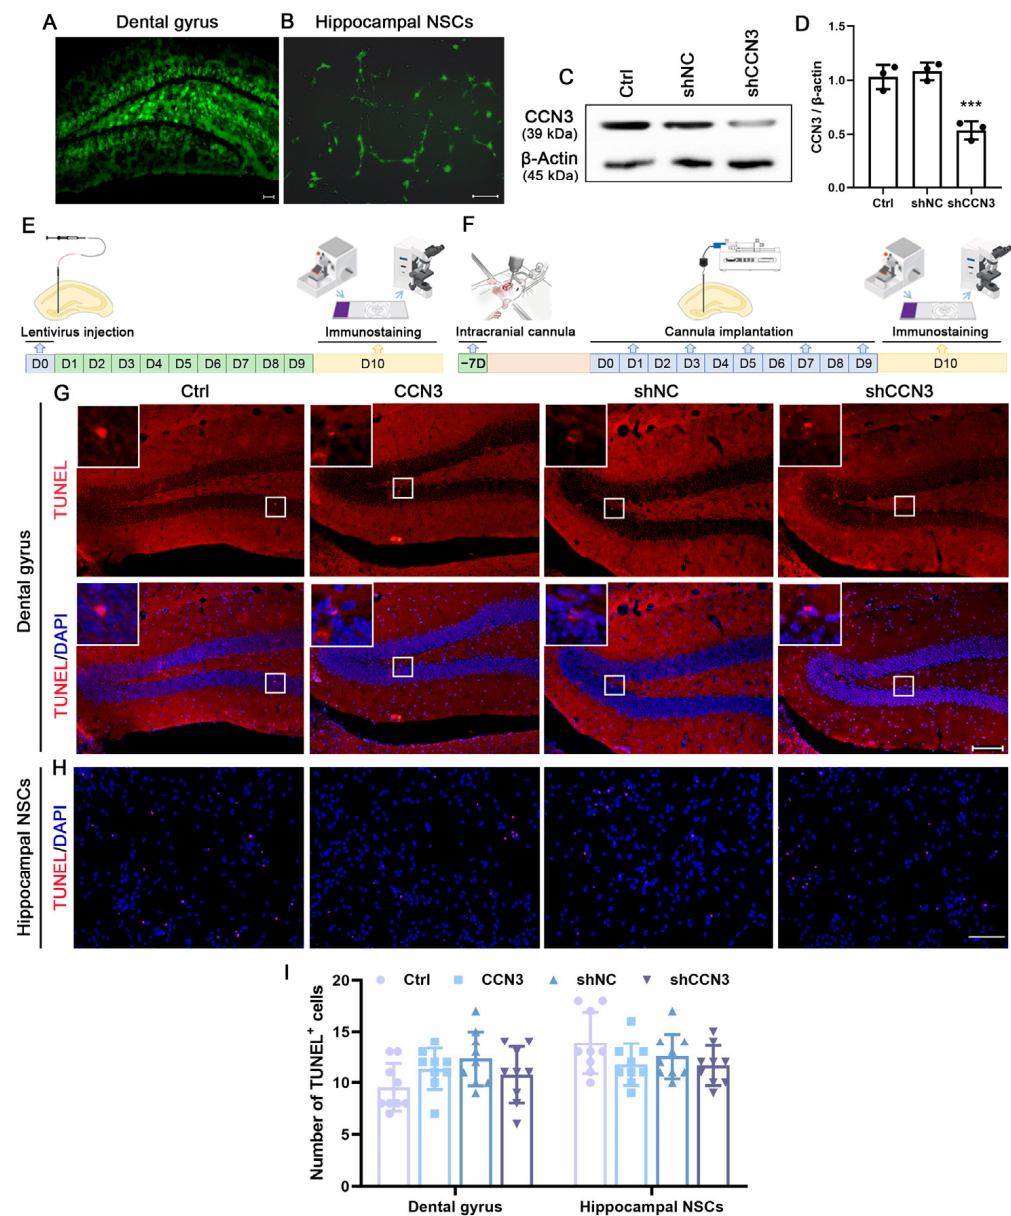 A
Dental gyrus
B
Hippocampal NSCs
C
Ctrl
shNC
shCCN3
CCN3
(39 kDa)
β-Actin
(45 kDa)
D
CCN3 / β-actin
1.5
1.0
0.5
0.0
***
Ctrl shNC shCCN3
E
Lentivirus injection
Immunostaining
D0 D1 D2 D3 D4 D5 D6 D7 D8 D9 D10
F
Intracranial cannula
Cannula implantation
Immunostaining
−7D D0 D1 D2 D3 D4 D5 D6 D7 D8 D9 D10
G
Ctrl CCN3 shNC shCCN3
Dental gyrus
TUNEL
TUNEL/DAPI
H
Hippocampal NSCs
TUNEL/DAPI
I
Ctrl CCN3 shNC shCCN3
Number of TUNEL+ cells
20
15
10
5
0
Dental gyrus Hippocampal NSCs